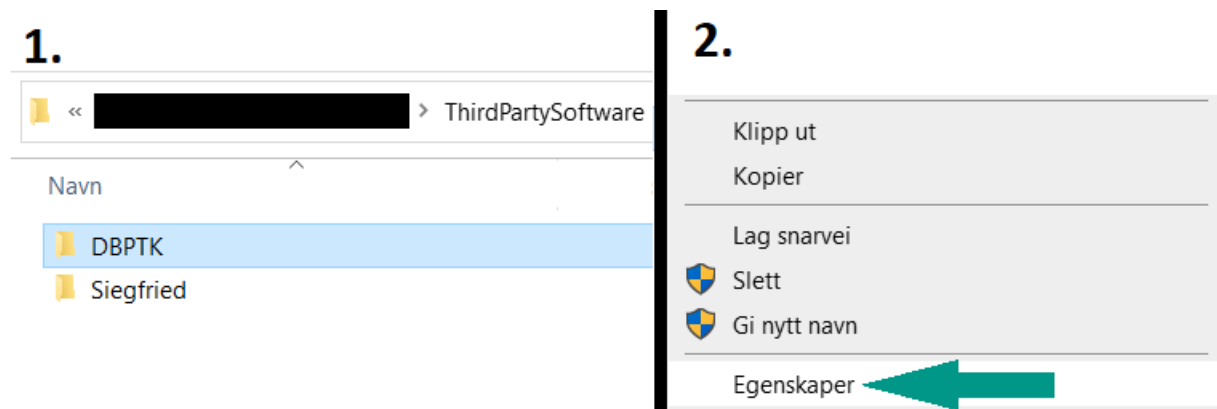 1.
« > ThirdPartySoftware
Navn
DBPTK
Siegfried
2.
Klipp ut
Kopier
Lag snarvei
Slett
Gi nytt navn
Egenskaper